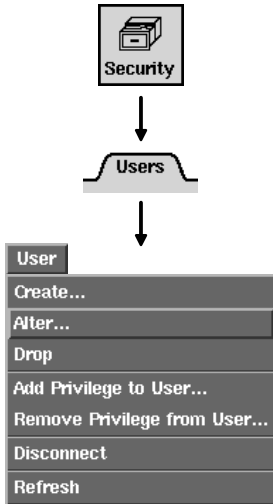 Security
Users
User
Create...
Alter...
Drop
Add Privilege to User...
Remove Privilege from User...
Disconnect
Refresh